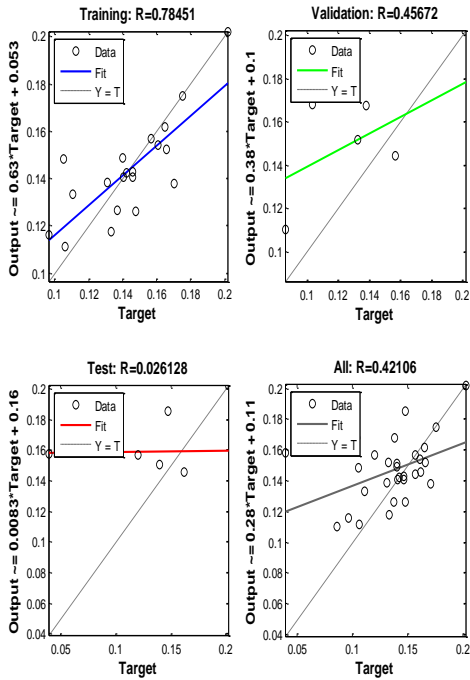 Training: R=0.78451
Output ~= 0.63*Target + 0.053
0.2
0.18
0.16
0.14
0.12
0.1
Data
Fit
Y = T
0.1 0.12 0.14 0.16 0.18 0.2
Target
Validation: R=0.45672
Output ~= 0.38*Target + 0.1
0.2
0.18
0.16
0.14
0.12
0.1
Data
Fit
Y = T
0.1 0.12 0.14 0.16 0.18 0.2
Target
Test: R=0.026128
Output ~= 0.0083*Target + 0.16
0.2
0.18
0.16
0.14
0.12
0.1
0.08
0.06
0.04
Data
Fit
Y = T
0.05 0.1 0.15 0.2
Target
All: R=0.42106
Output ~= 0.28*Target + 0.11
0.2
0.18
0.16
0.14
0.12
0.1
0.08
0.06
0.04
Data
Fit
Y = T
0.05 0.1 0.15 0.2
Target